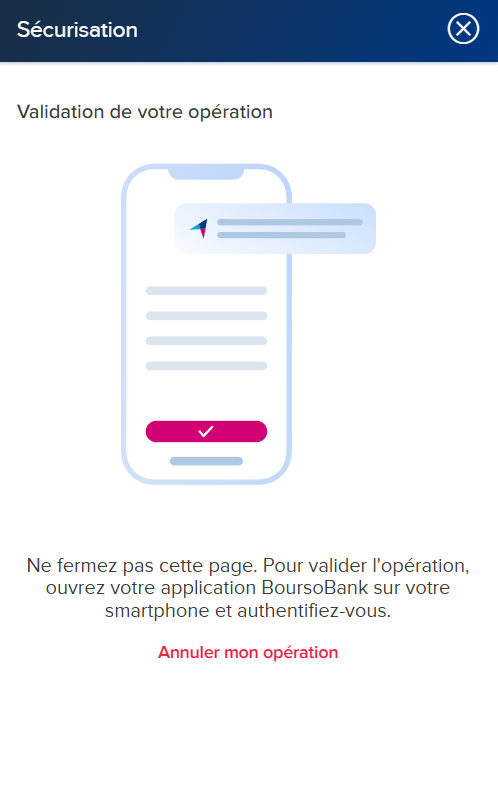 Sécurisation
Validation de votre opération
Ne fermez pas cette page. Pour valider l'opération,
ouvrez votre application BoursoBank sur votre
smartphone et authentifiez-vous.
Annuler mon opération